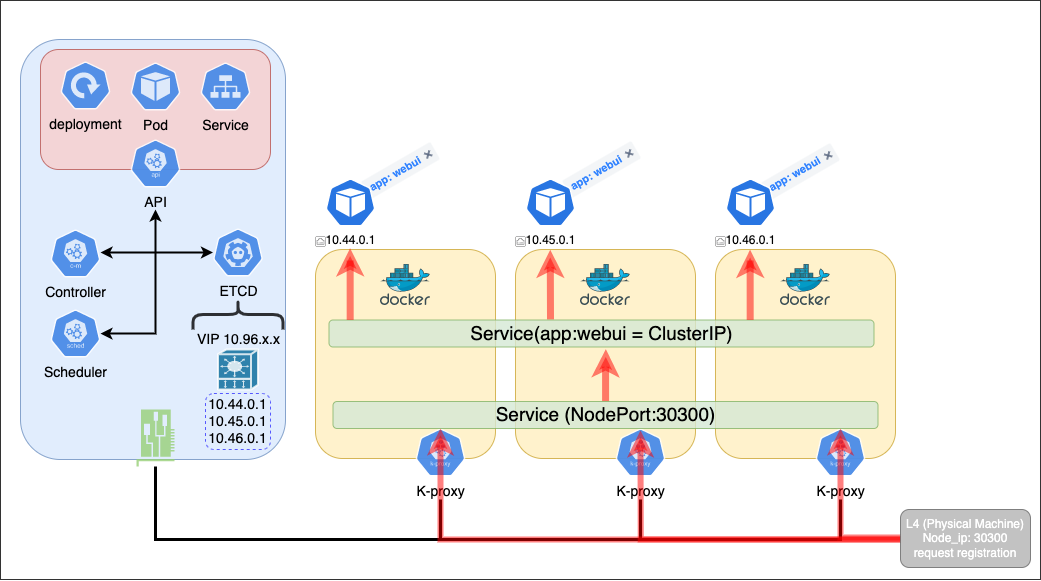 deployment
Pod
Service
api
API
c-m
Controller
ETCD
sched
Scheduler
VIP 10.96.x.x
10.44.0.1
10.45.0.1
10.46.0.1
app: webui ×
app: webui ×
app: webui ×
10.44.0.1
10.45.0.1
10.46.0.1
docker
docker
docker
Service(app:webui = ClusterIP)
Service (NodePort:30300)
k-proxy
k-proxy
k-proxy
K-proxy
K-proxy
K-proxy
L4 (Physical Machine)
Node_ip: 30300
request registration